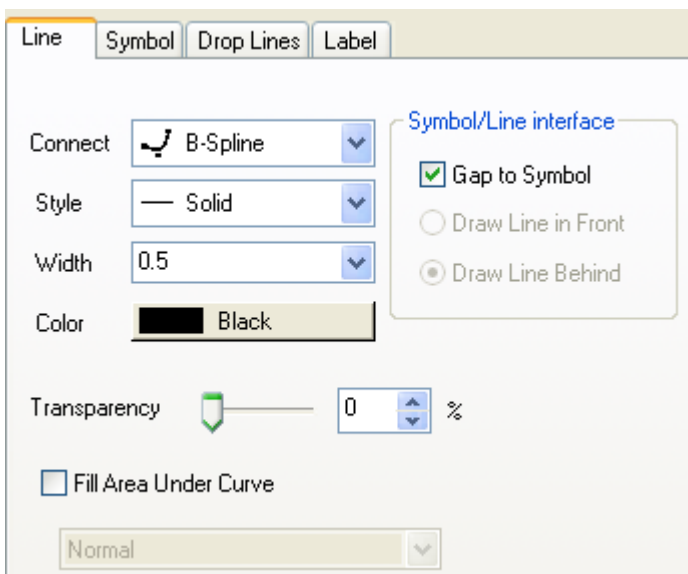 Line Symbol Drop Lines Label
Connect B-Spline
Style Solid
Width 0.5
Color Black
Symbol/Line interface
Gap to Symbol
Draw Line in Front
Draw Line Behind
Transparency 0 %
Fill Area Under Curve
Normal